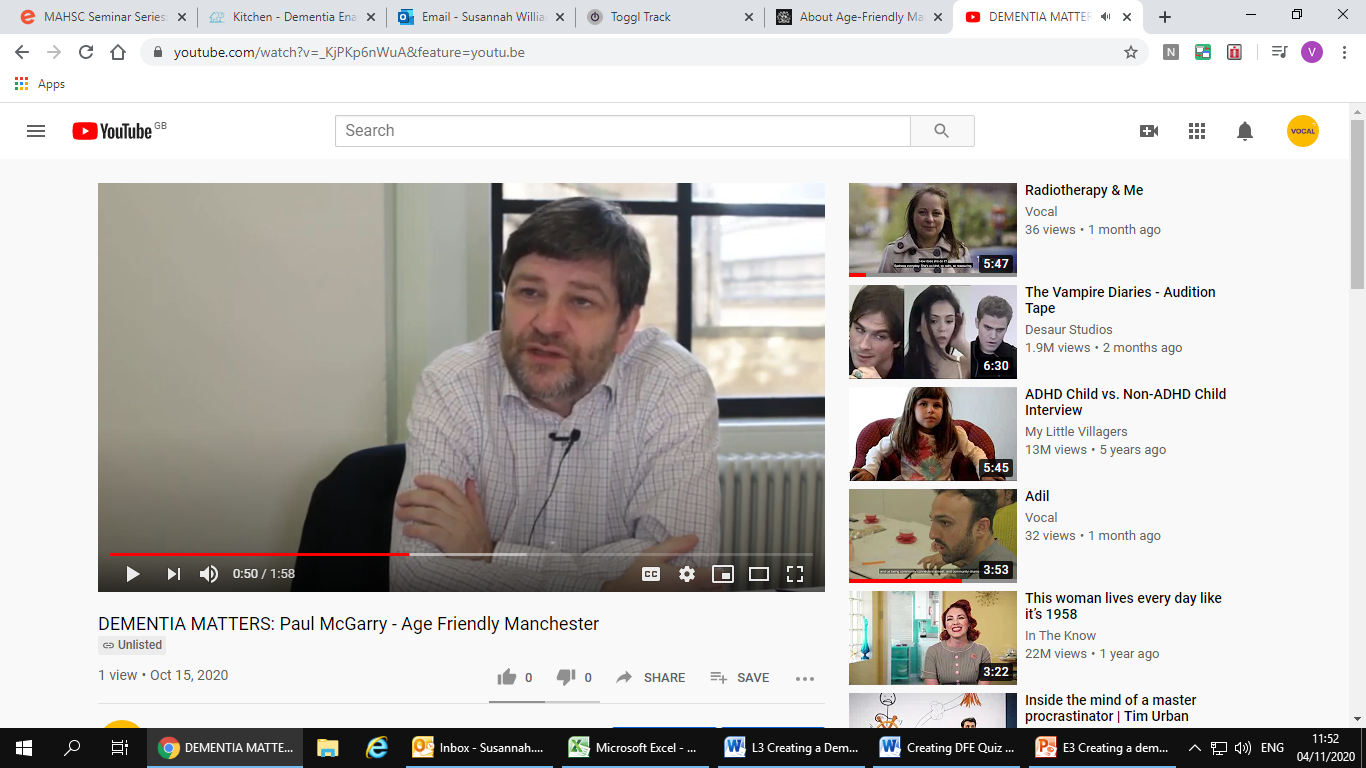 MAHSC Seminar Series:
Kitchen - Dementia Ena
Email - Susannah Willia
Toggl Track
About Age-Friendly Ma
DEMENTIA MATTER
youtube.com/watch?v=_KjPKp6nWuA&feature=youtu.be
N
V
Apps
YouTube GB
Search
VOCAL
0:50 / 1:58
CC
DEMENTIA MATTERS: Paul McGarry - Age Friendly Manchester
Unlisted
1 view • Oct 15, 2020
0
0
SHARE
SAVE
5:47
Radiotherapy & Me
Vocal
36 views • 1 month ago
6:30
The Vampire Diaries - Audition
Tape
Desaur Studios
1.9M views • 2 months ago
5:45
ADHD Child vs. Non-ADHD Child
Interview
My Little Villagers
13M views • 5 years ago
3:53
Adil
Vocal
32 views • 1 month ago
3:22
This woman lives every day like
it's 1958
In The Know
22M views • 1 year ago
Inside the mind of a master
procrastinator | Tim Urban
DEMENTIA MATTE...
Inbox - Susannah....
Microsoft Excel - ...
L3 Creating a Dem...
Creating DFE Quiz ...
E3 Creating a dem...
ENG
11:52
04/11/2020